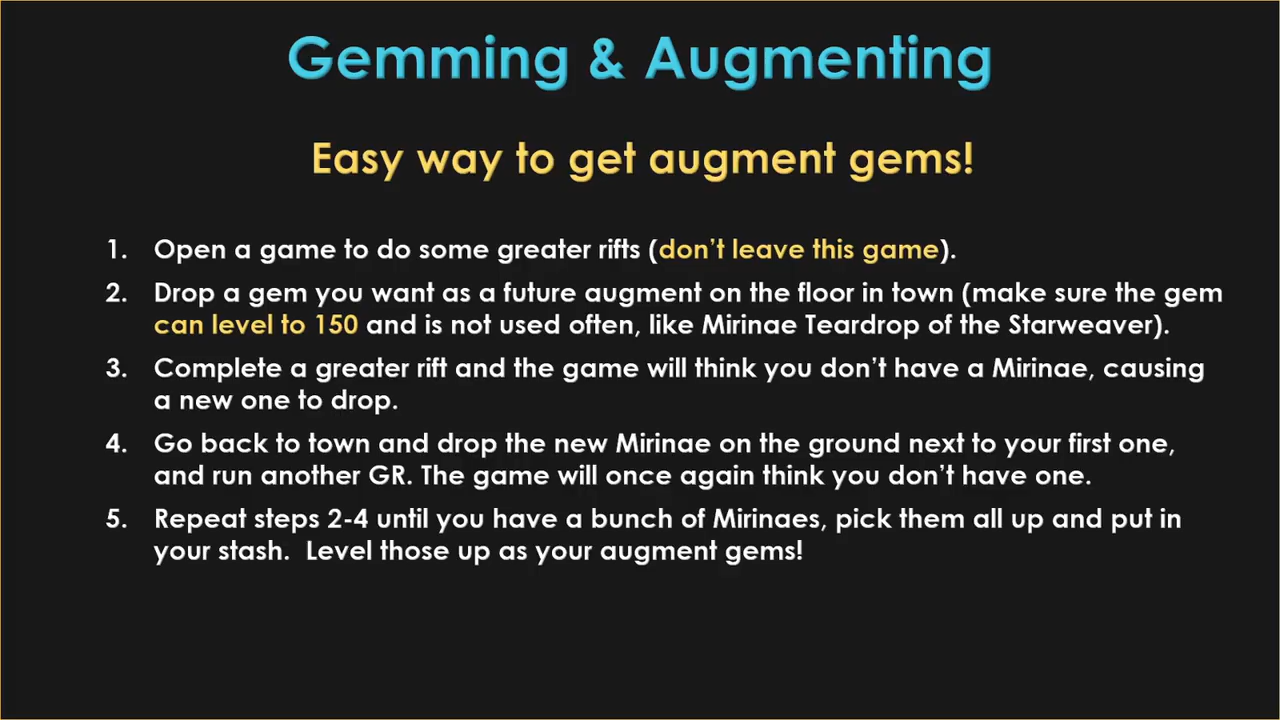 Gemming & Augmenting
Easy way to get augment gems!
1. Open a game to do some greater rifts (don't leave this game).
2. Drop a gem you want as a future augment on the floor in town (make sure the gem
can level to 150 and is not used often, like Mirinae Teardrop of the Starweaver).
3. Complete a greater rift and the game will think you don't have a Mirinae, causing
a new one to drop.
4. Go back to town and drop the new Mirinae on the ground next to your first one,
and run another GR. The game will once again think you don't have one.
5. Repeat steps 2-4 until you have a bunch of Mirinaes, pick them all up and put in
your stash.  Level those up as your augment gems!